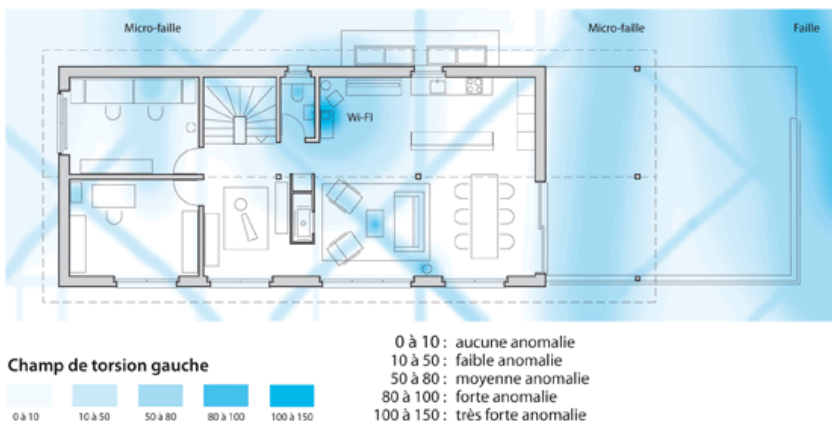 Micro-faille Micro-faille Faille
Wi-FI
Champ de torsion gauche
0 à 10 10 à 50 50 à 80 80 à 100 100 à 150
0 à 10 : aucune anomalie
10 à 50 : faible anomalie
50 à 80 : moyenne anomalie
80 à 100 : forte anomalie
100 à 150 : très forte anomalie